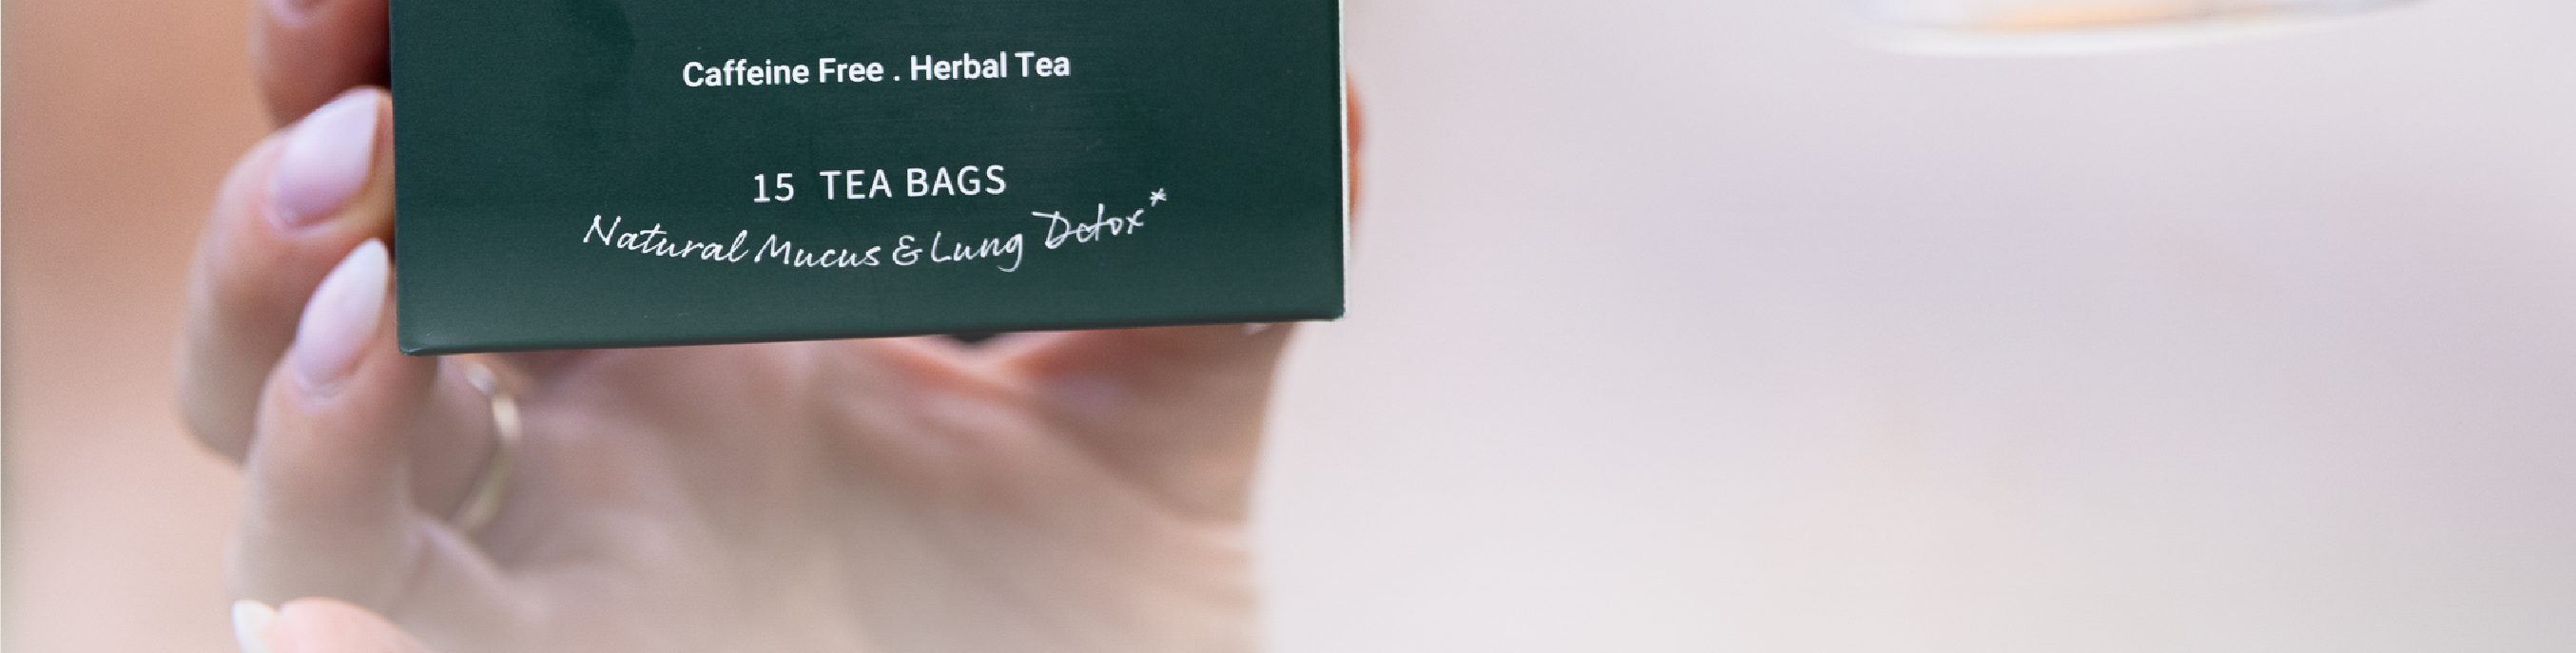 Caffeine Free . Herbal Tea
15 TEA BAGS
Natural Mucus & Lung Detox*